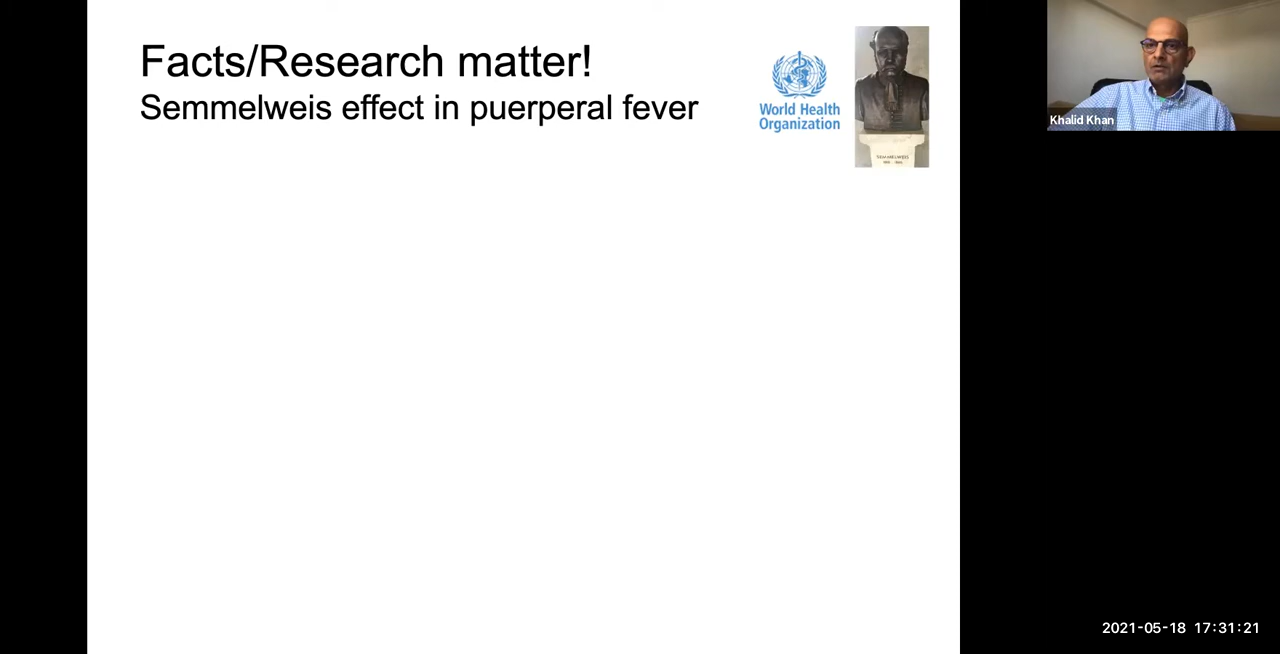 Facts/Research matter!
Semmelweis effect in puerperal fever
World Health
Organization
SEMMELWEIS
Khalid Khan
2021-05-18 17:31:21